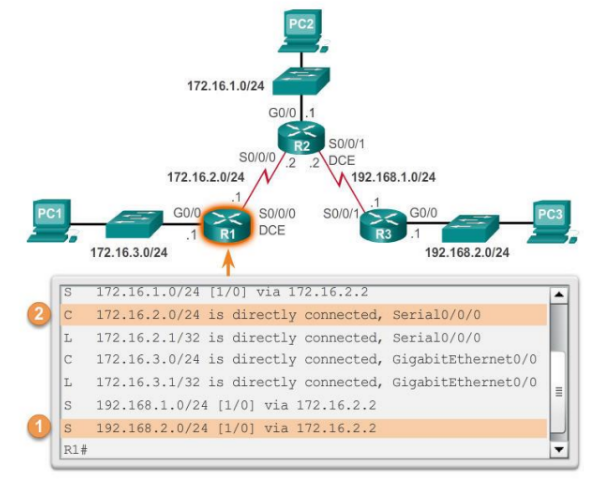 PC2
172.16.1.0/24
G0/0 .1
R2
S0/0/0 .2 .2 S0/0/1 DCE
172.16.2.0/24 192.168.1.0/24
.1 .1
PC1 G0/0 .1 R1 S0/0/0 DCE S0/0/1 R3 G0/0 .1 PC3
172.16.3.0/24 192.168.2.0/24
S 172.16.1.0/24 [1/0] via 172.16.2.2
2 C 172.16.2.0/24 is directly connected, Serial0/0/0
L 172.16.2.1/32 is directly connected, Serial0/0/0
C 172.16.3.0/24 is directly connected, GigabitEthernet0/0
L 172.16.3.1/32 is directly connected, GigabitEthernet0/0
S 192.168.1.0/24 [1/0] via 172.16.2.2
1 S 192.168.2.0/24 [1/0] via 172.16.2.2
R1#